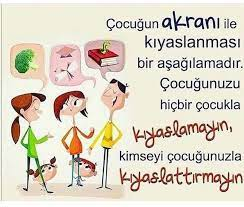 Çocuğun akranı ile
kıyaslanması
bir aşağılamadır.
Çocuğunuzu
hiçbir çocukla
kıyaslamayın,
kimseyi çocuğunuzla
kıyaslattırmayın